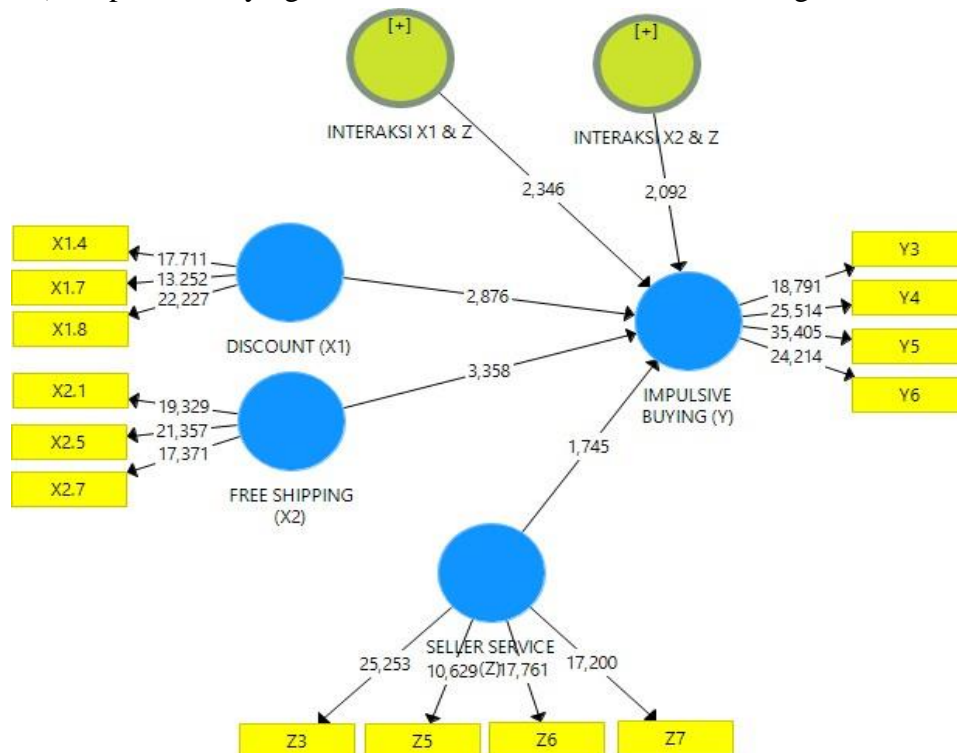 [+]
[+]
INTERAKSI X1 & Z
INTERAKSI X2 & Z
2,346
2,092
X1.4
X1.7
X1.8
17.711
13.252
22,227
DISCOUNT (X1)
2,876
Y3
Y4
Y5
Y6
18,791
25,514
35,405
24,214
IMPULSIVE
BUYING (Y)
X2.1
X2.5
X2.7
19,329
21,357
17,371
FREE SHIPPING
(X2)
3,358
1,745
SELLER SERVICE
(Z)
25,253
10,629
17,761
17,200
Z3
Z5
Z6
Z7